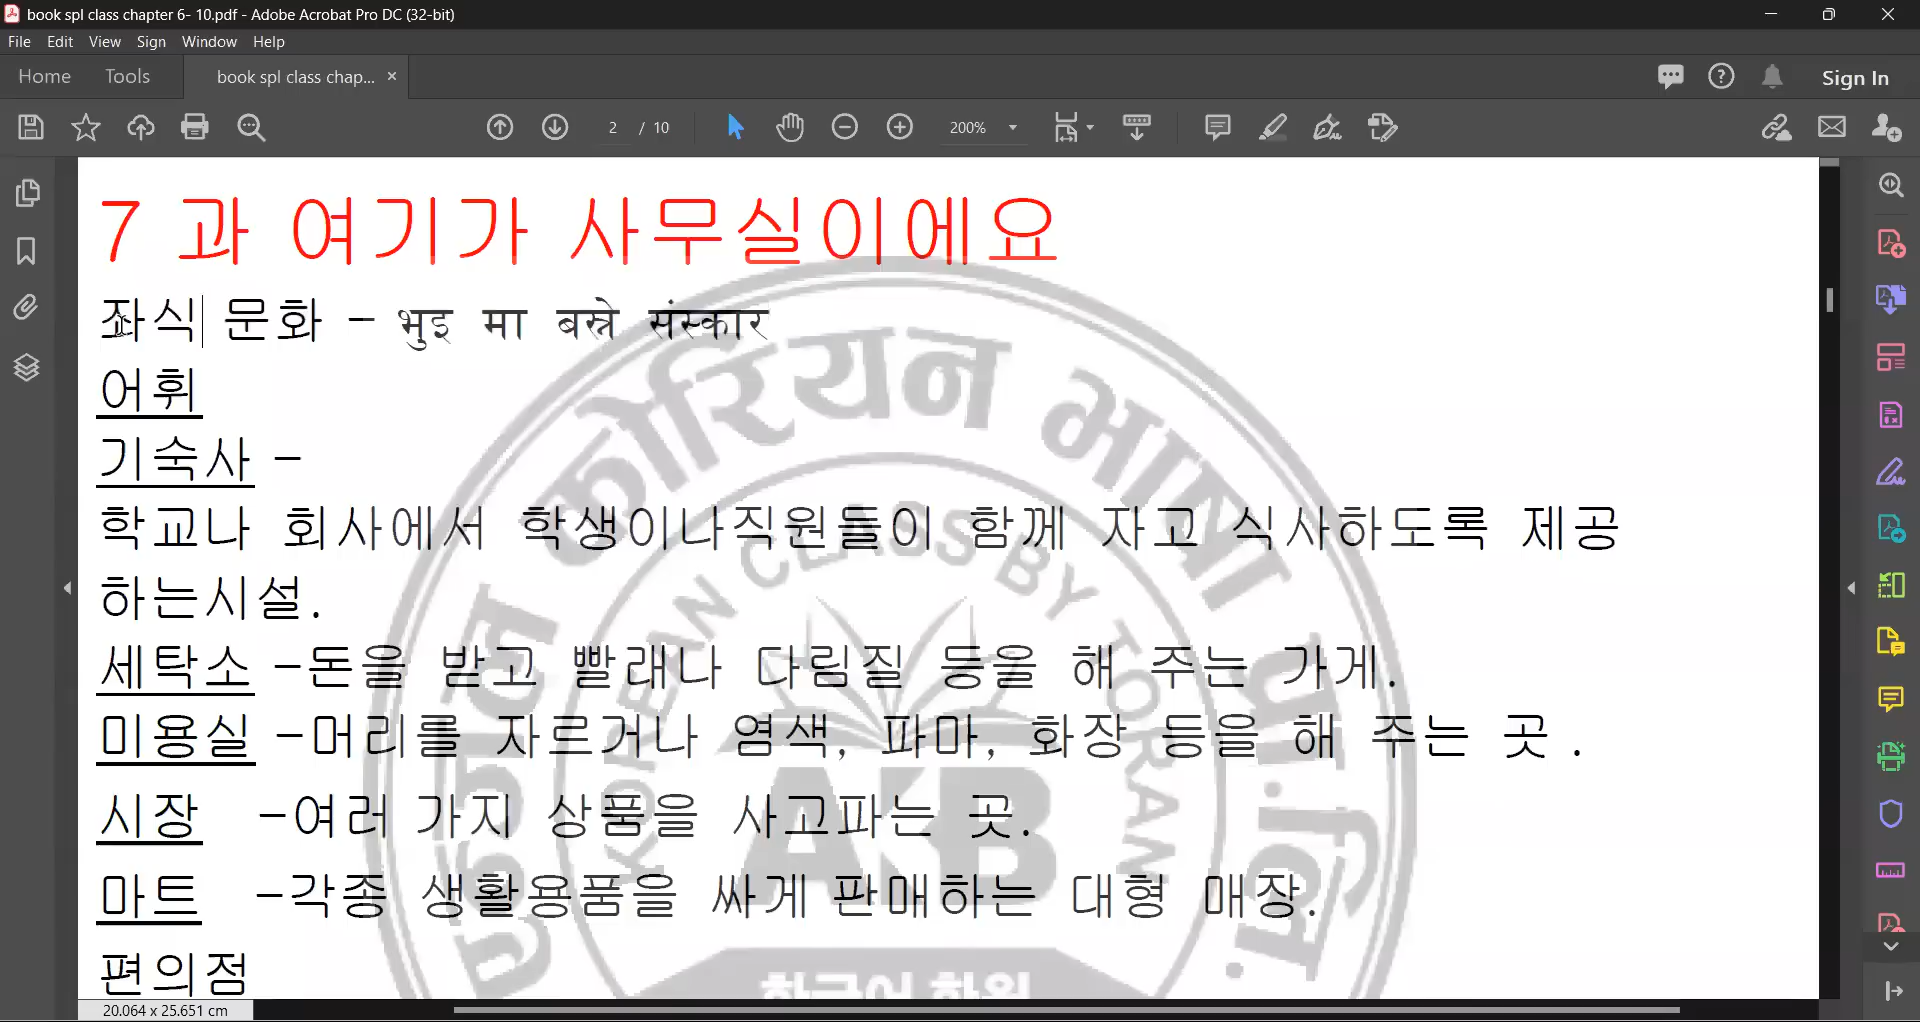 book spl class chapter 6- 10.pdf - Adobe Acrobat Pro DC (32-bit)
File Edit View Sign Window Help
Home Tools book spl class chap... × Sign In
2 / 10 200%
7 과 여기가 사무실이에요
좌식 문화 - भुइ मा बस्ने संस्कार
어휘
기숙사 -
학교나 회사에서 학생이나직원들이 함께 자고 식사하도록 제공
하는시설.
세탁소 -돈을 받고 빨래나 다림질 등을 해 주는 가게.
미용실 -머리를 자르거나 염색, 파마, 화장 등을 해 주는 곳 .
시장 -여러 가지 상품을 사고파는 곳.
마트 -각종 생활용품을 싸게 판매하는 대형 매장.
편의점
कोरियन भाषा
प्रा.लि.
KOREAN CLASS BY TORAN
AKB
20.064 x 25.651 cm